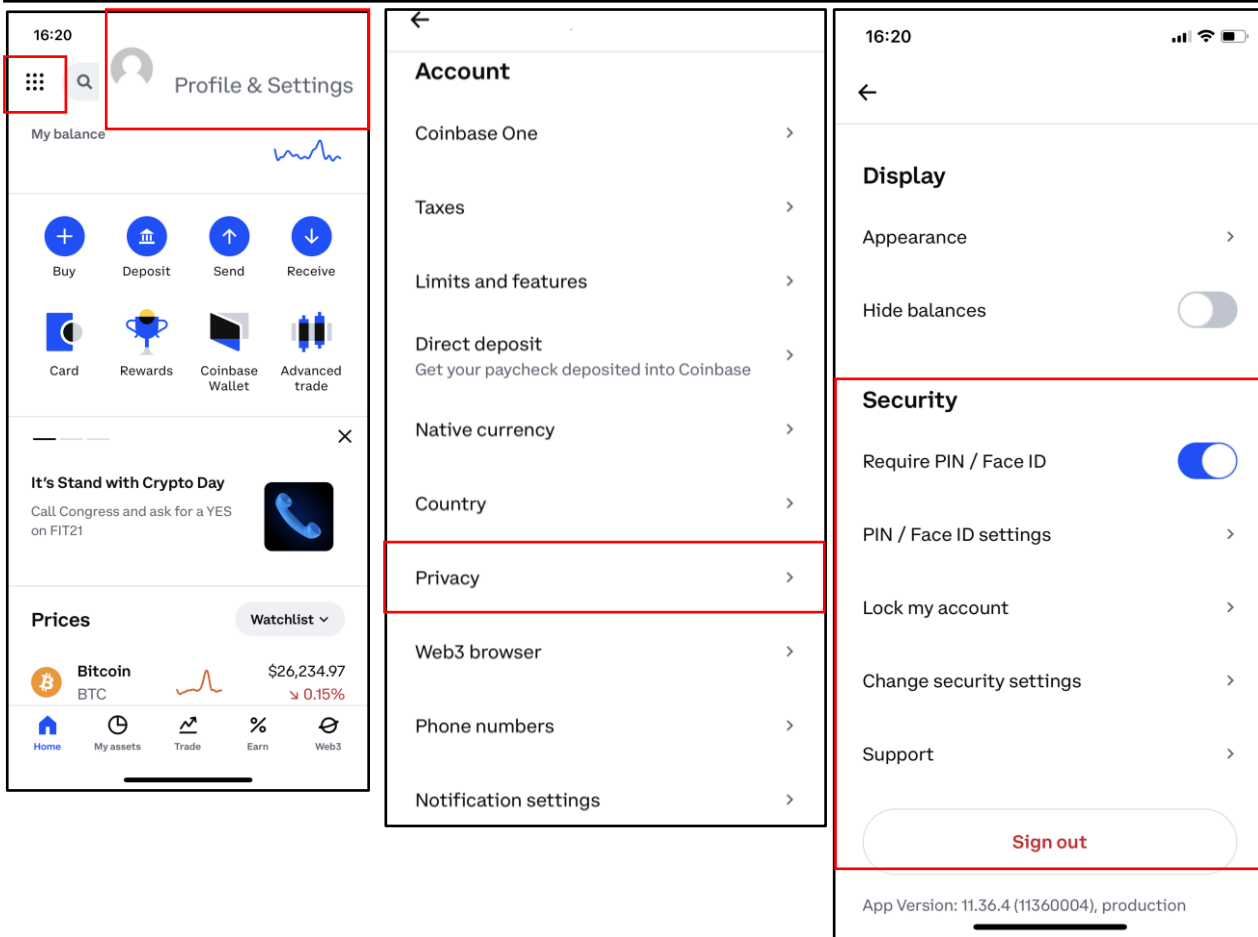 16:20
Profile & Settings
My balance
Buy
Deposit
Send
Receive
Card
Rewards
Coinbase Wallet
Advanced trade
It's Stand with Crypto Day
Call Congress and ask for a YES
on FIT21
Prices
Watchlist
Bitcoin
$26,234.97
BTC
0.15%
Home
My assets
Trade
Earn
Web3
Account
Coinbase One
Taxes
Limits and features
Direct deposit
Get your paycheck deposited into Coinbase
Native currency
Country
Privacy
Web3 browser
Phone numbers
Notification settings
16:20
Display
Appearance
Hide balances
Security
Require PIN / Face ID
PIN / Face ID settings
Lock my account
Change security settings
Support
Sign out
App Version: 11.36.4 (11360004), production